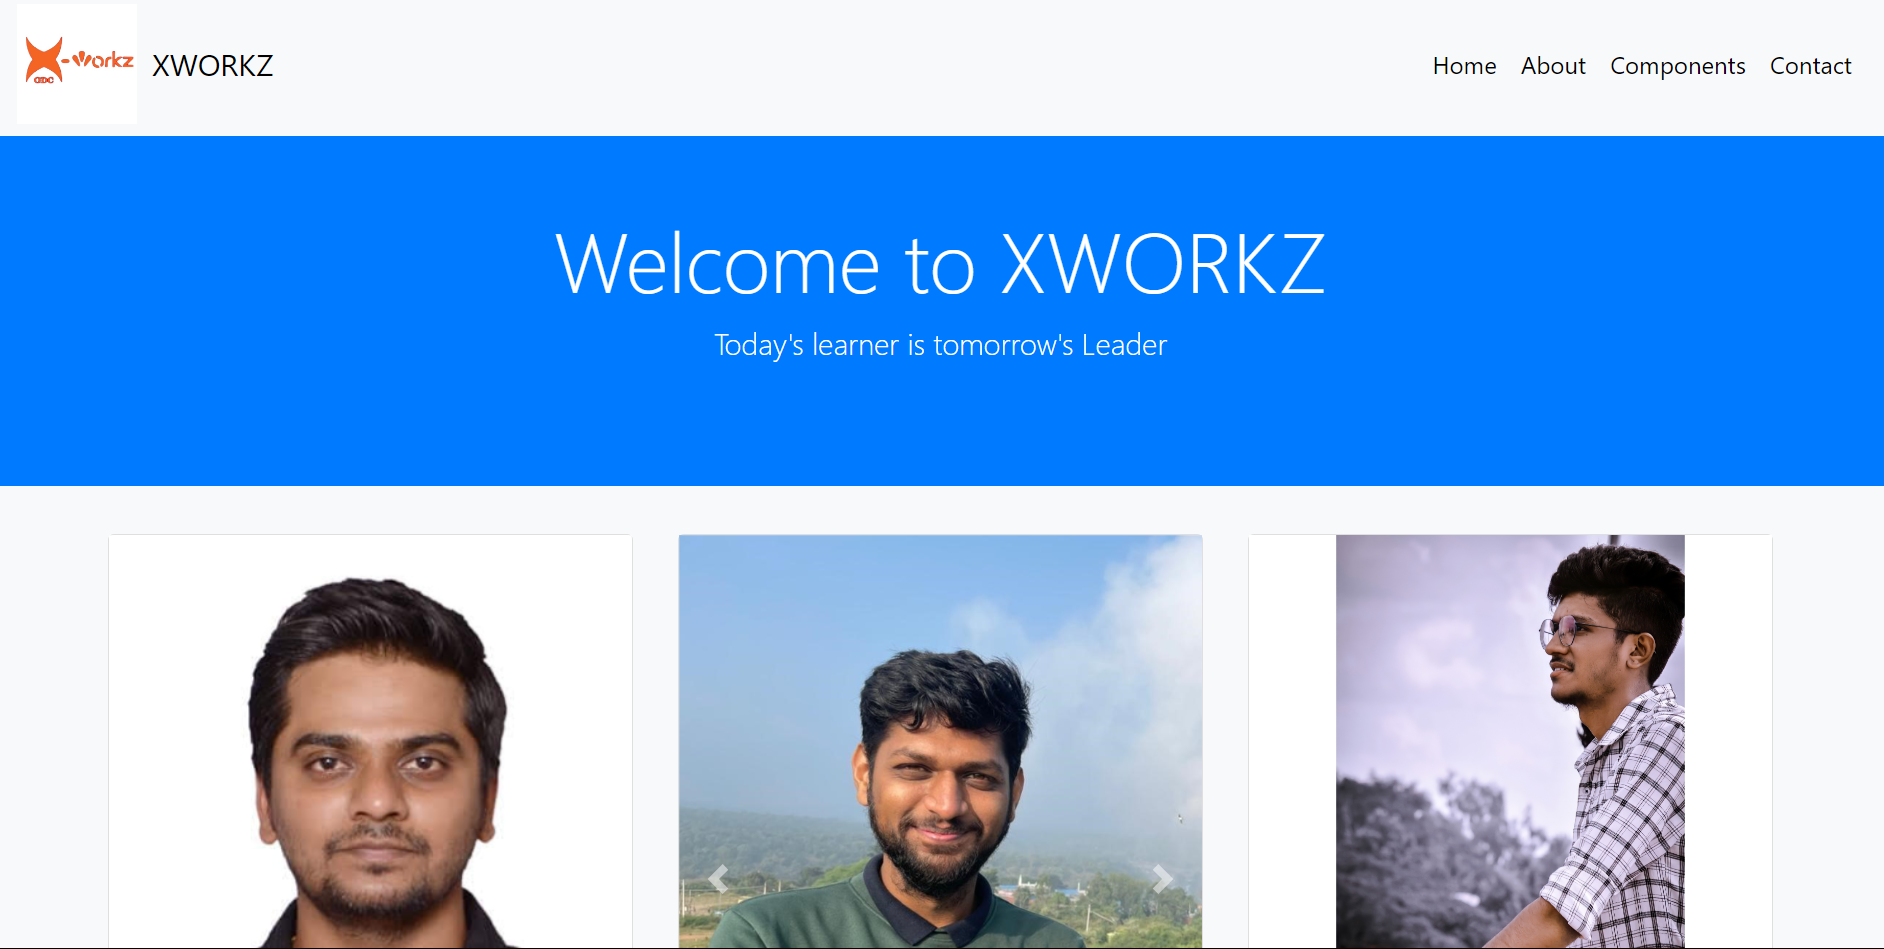 X-Workz
ODC
XWORKZ
Home About Components Contact
Welcome to XWORKZ
Today's learner is tomorrow's Leader